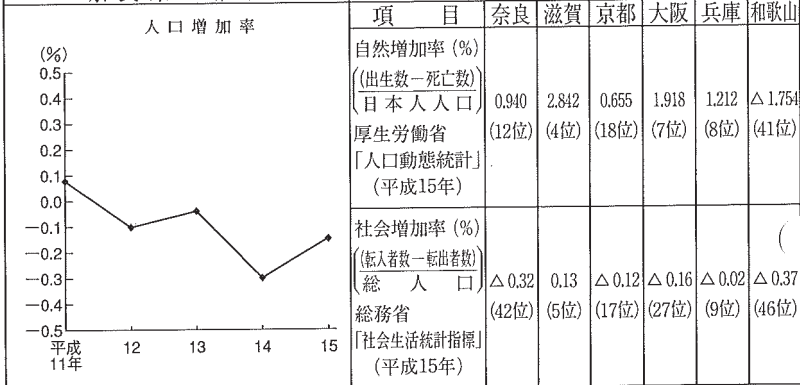 人口増加率
(%)
0.5
0.4
0.3
0.2
0.1
0.0
−0.1
−0.2
−0.3
−0.4
−0.5
平成
11年
12
13
14
15
項目 奈良 滋賀 京都 大阪 兵庫 和歌山
自然増加率(%)
(出生数−死亡数)
日本人人口
0.940 2.842 0.655 1.918 1.212 △1.754
厚生労働省
(12位) (4位) (18位) (7位) (8位) (41位)
「人口動態統計」
(平成15年)
社会増加率(%)
(転入者数−転出者数)
総人口
△0.32 0.13 △0.12 △0.16 △0.02 △0.37
総務省
(42位) (5位) (17位) (27位) (9位) (46位)
「社会生活統計指標」
(平成15年)